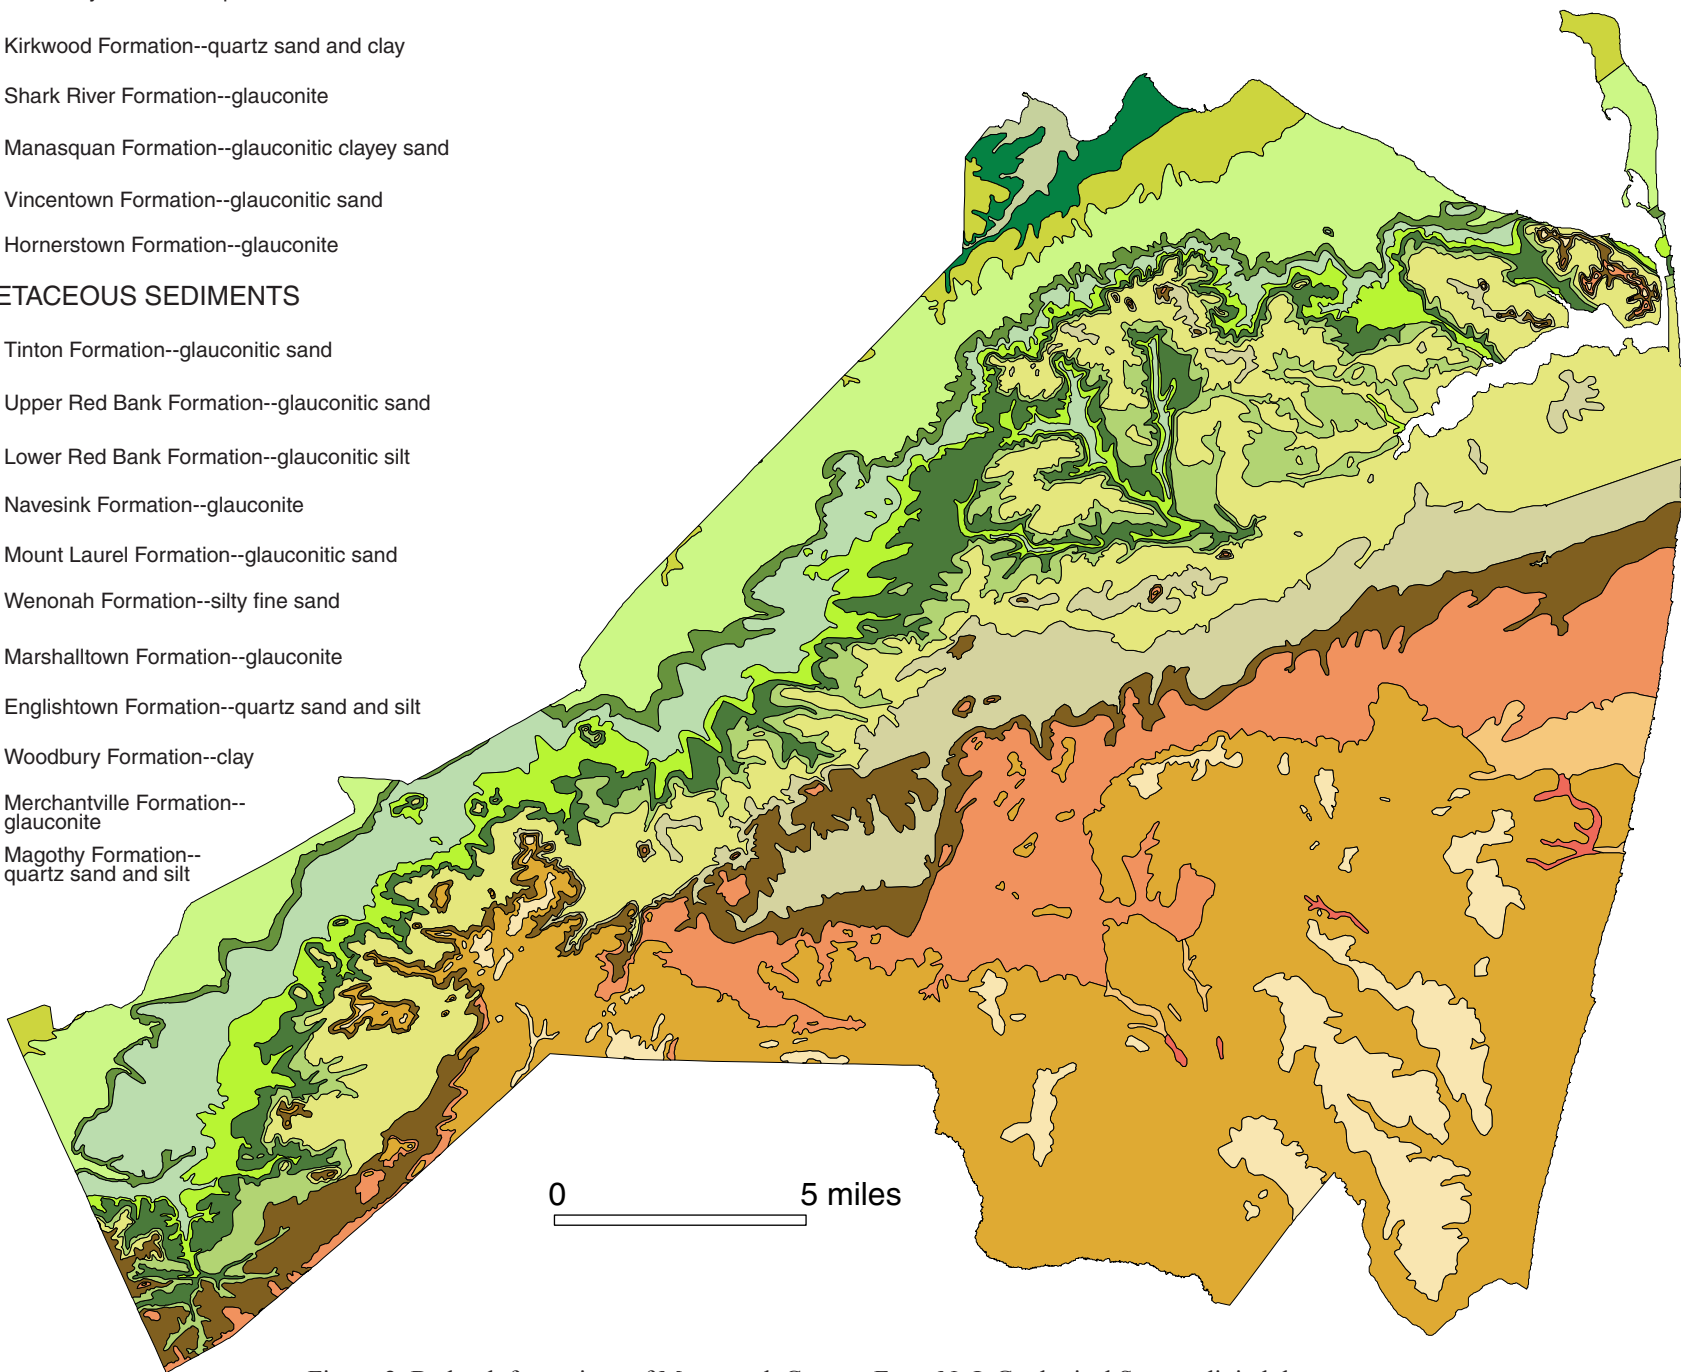 Kirkwood Formation--quartz sand and clay
Shark River Formation--glauconite
Manasquan Formation--glauconitic clayey sand
Vincentown Formation--glauconitic sand
Hornerstown Formation--glauconite
ETACEOUS SEDIMENTS
Tinton Formation--glauconitic sand
Upper Red Bank Formation--glauconitic sand
Lower Red Bank Formation--glauconitic silt
Navesink Formation--glauconite
Mount Laurel Formation--glauconitic sand
Wenonah Formation--silty fine sand
Marshalltown Formation--glauconite
Englishtown Formation--quartz sand and silt
Woodbury Formation--clay
Merchantville Formation--
glauconite
Magothy Formation--
quartz sand and silt
0 5 miles